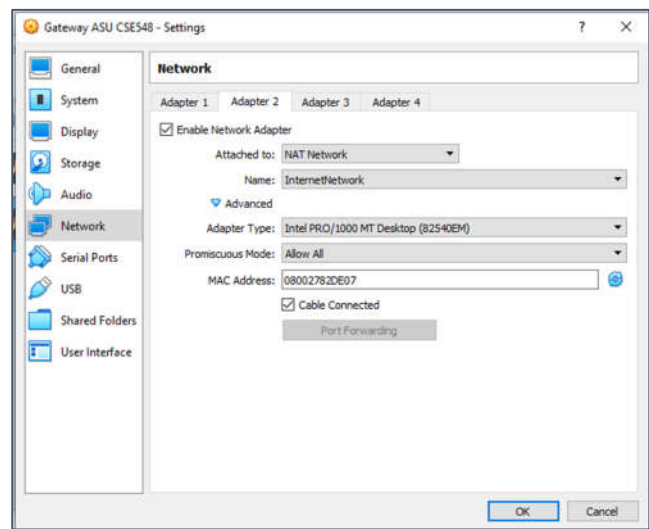 Gateway ASU CSE548 - Settings ? ×
General
System
Display
Storage
Audio
Network
Serial Ports
USB
Shared Folders
User Interface
Network
Adapter 1 Adapter 2 Adapter 3 Adapter 4
Enable Network Adapter
Attached to: NAT Network
Name: InternetNetwork
Advanced
Adapter Type: Intel PRO/1000 MT Desktop (82540EM)
Promiscuous Mode: Allow All
MAC Address: 08002782DE07
Cable Connected
Port Forwarding
OK Cancel